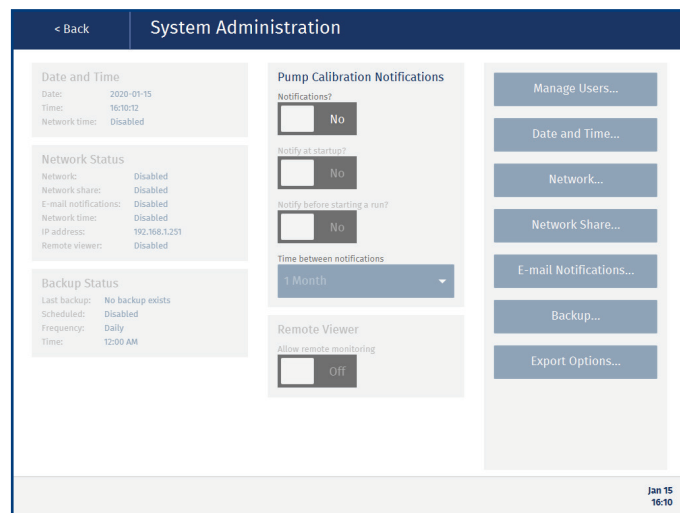 < Back
System Administration
Date and Time
Date: 2020-01-15
Time: 16:10:12
Network time: Disabled
Network Status
Network: Disabled
Network share: Disabled
E-mail notifications: Disabled
Network time: Disabled
IP address: 192.168.1.251
Remote viewer: Disabled
Backup Status
Last backup: No backup exists
Scheduled: Disabled
Frequency: Daily
Time: 12:00 AM
Pump Calibration Notifications
Notifications?
No
Notify at startup?
No
Notify before starting a run?
No
Time between notifications
1 Month
Remote Viewer
Allow remote monitoring
Off
Manage Users...
Date and Time...
Network...
Network Share...
E-mail Notifications...
Backup...
Export Options...
Jan 15
16:10